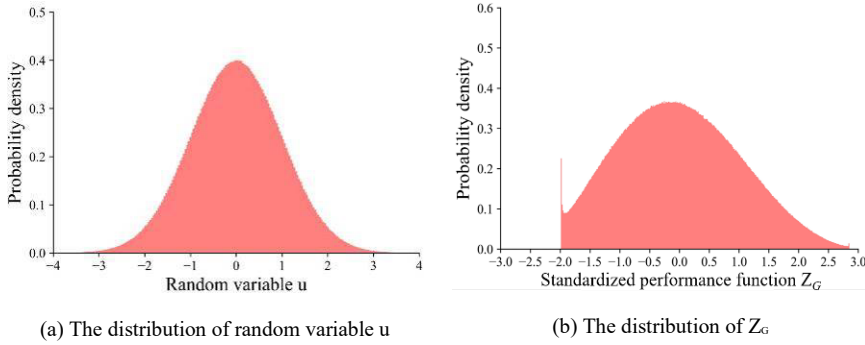 0.5
0.4
0.3
0.2
0.1
0.0
Probability density
−4 −3 −2 −1 0 1 2 3 4
Random variable u
(a) The distribution of random variable u
0.6
0.5
0.4
0.3
0.2
0.1
0.0
Probability density
−3.0 −2.5 −2.0 −1.5 −1.0 −0.5 0.0 0.5 1.0 1.5 2.0 2.5 3.0
Standardized performance function Z_G
(b) The distribution of Z_G